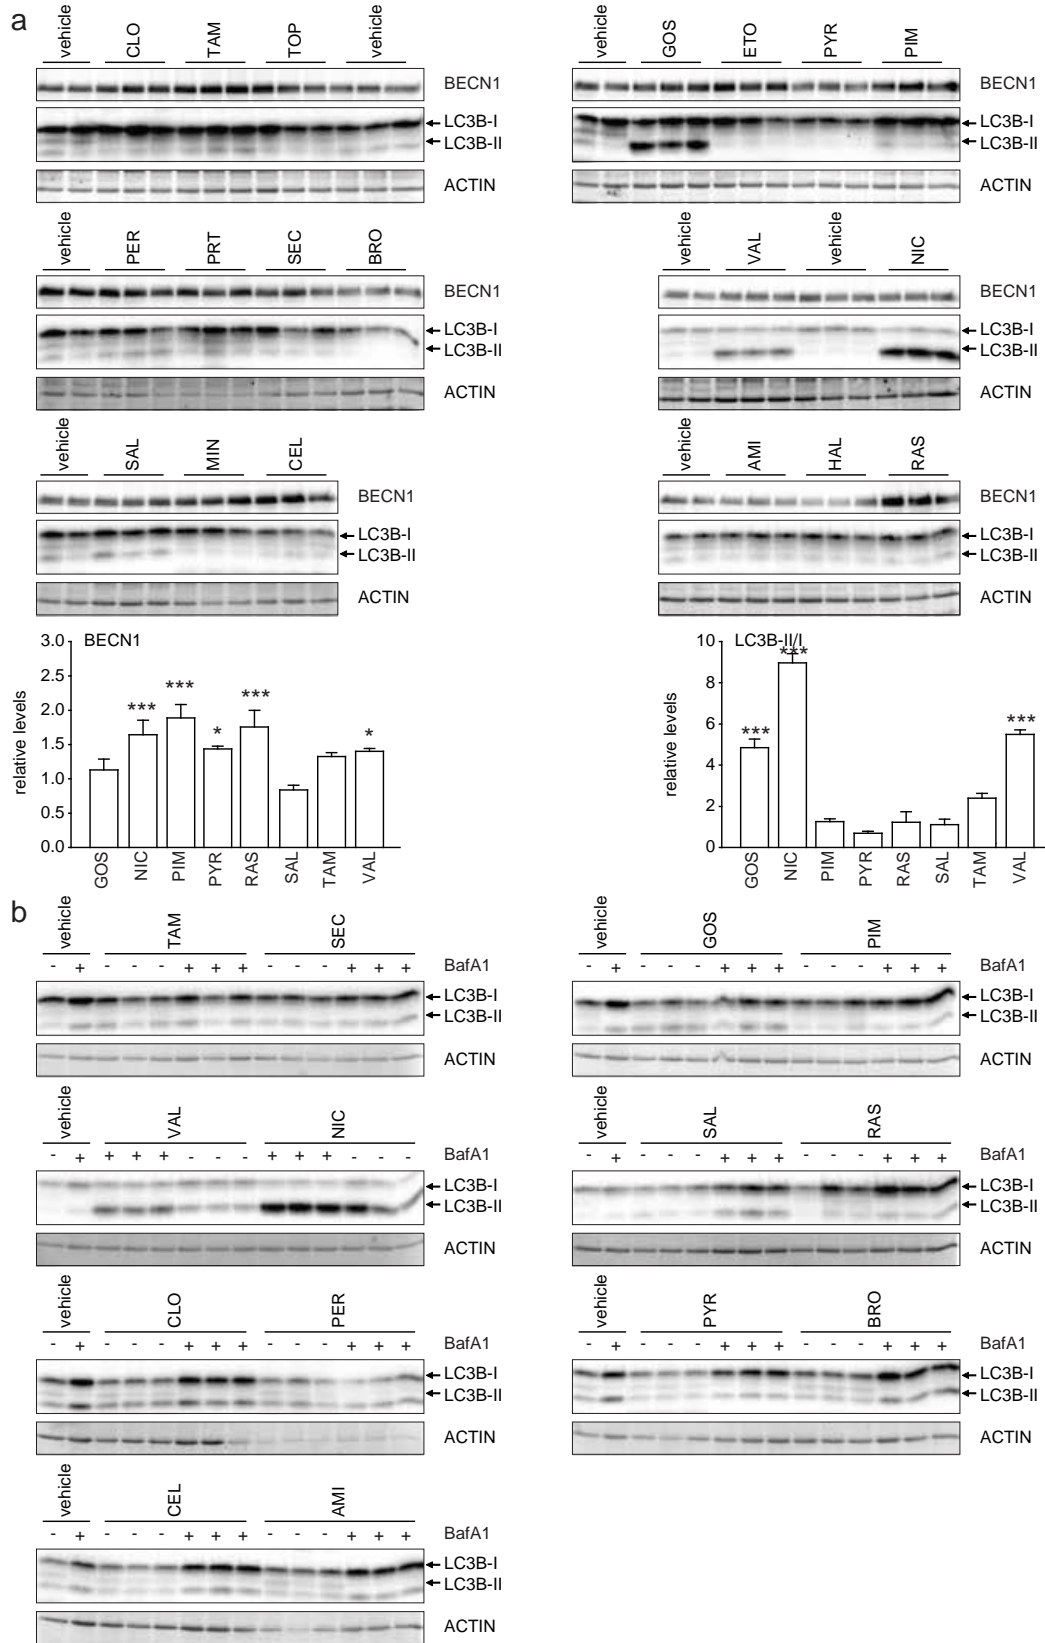 a
vehicle CLO TAM TOP vehicle
BECN1
LC3B-I
LC3B-II
ACTIN
vehicle GOS ETO PYR PIM
BECN1
LC3B-I
LC3B-II
ACTIN
vehicle PER PRT SEC BRO
BECN1
LC3B-I
LC3B-II
ACTIN
vehicle VAL vehicle NIC
BECN1
LC3B-I
LC3B-II
ACTIN
vehicle SAL MIN CEL
BECN1
LC3B-I
LC3B-II
ACTIN
vehicle AMI HAL RAS
BECN1
LC3B-I
LC3B-II
ACTIN
BECN1
relative levels
3.0
2.5
2.0
1.5
1.0
0.5
0.0
*** *** * *** *
GOS NIC PIM PYR RAS SAL TAM VAL
LC3B-II/I
relative levels
10
8
6
4
2
0
*** *** ***
GOS NIC PIM PYR RAS SAL TAM VAL
b
vehicle TAM SEC
- + - - - + + + - - - + + + BafA1
LC3B-I
LC3B-II
ACTIN
vehicle GOS PIM
- + - - - + + + - - - + + + BafA1
LC3B-I
LC3B-II
ACTIN
vehicle VAL NIC
- + + + + - - - + + + - - - BafA1
LC3B-I
LC3B-II
ACTIN
vehicle SAL RAS
- + - - - + + + - - - + + + BafA1
LC3B-I
LC3B-II
ACTIN
vehicle CLO PER
- + - - - + + + - - - + + + BafA1
LC3B-I
LC3B-II
ACTIN
vehicle PYR BRO
- + - - - + + + - - - + + + BafA1
LC3B-I
LC3B-II
ACTIN
vehicle CEL AMI
- + - - - + + + - - - + + + BafA1
LC3B-I
LC3B-II
ACTIN